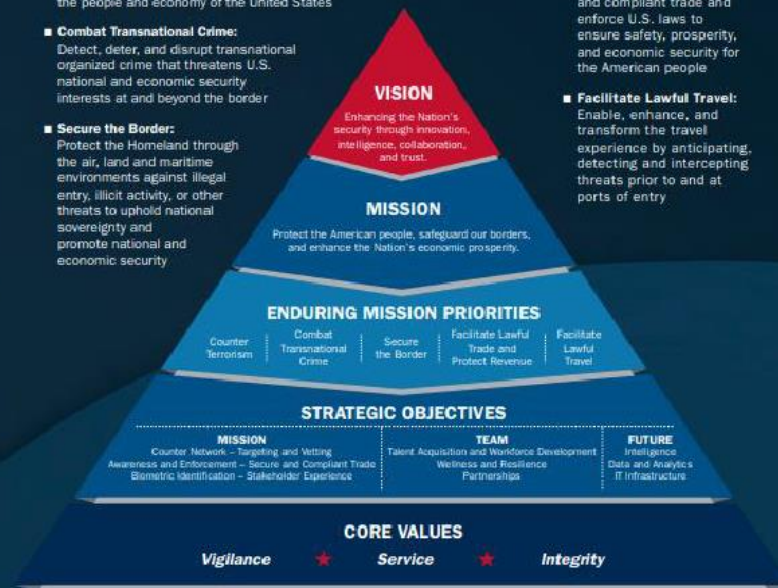 the people and economy of the United States
■ Combat Transnational Crime:
Detect, deter, and disrupt transnational
organized crime that threatens U.S.
national and economic security
interests at and beyond the border
■ Secure the Border:
Protect the Homeland through
the air, land and maritime
environments against illegal
entry, illicit activity, or other
threats to uphold national
sovereignty and
promote national and
economic security
and compliant trade and
enforce U.S. laws to
ensure safety, prosperity,
and economic security for
the American people
■ Facilitate Lawful Travel:
Enable, enhance, and
transform the travel
experience by anticipating,
detecting and intercepting
threats prior to and at
ports of entry
VISION
Enhancing the Nation's
security through innovation,
intelligence, collaboration,
and trust.
MISSION
Protect the American people, safeguard our borders,
and enhance the Nation's economic prosperity.
ENDURING MISSION PRIORITIES
Counter
Terrorism
Combat
Transnational
Crime
Secure
the Border
Facilitate Lawful
Trade and
Protect Revenue
Facilitate
Lawful
Travel
STRATEGIC OBJECTIVES
MISSION
Counter Network – Targeting and Vetting
Awareness and Enforcement – Secure and Compliant Trade
Biometric Identification – Stakeholder Experience
TEAM
Talent Acquisition and Workforce Development
Wellness and Resilience
Partnerships
FUTURE
Intelligence
Data and Analytics
IT Infrastructure
CORE VALUES
Vigilance ★ Service ★ Integrity